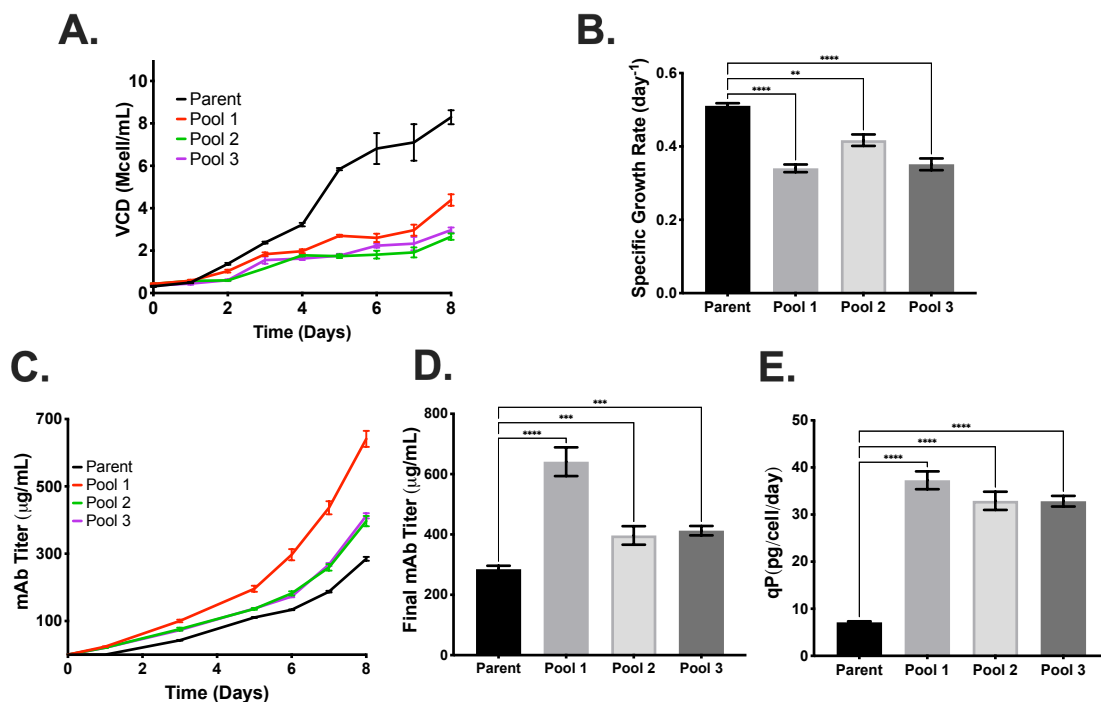 A.
VCD (Mcell/mL)
10
8
6
4
2
0
Parent
Pool 1
Pool 2
Pool 3
0 2 4 6 8
Time (Days)
B.
Specific Growth Rate (day-1)
0.6
0.4
0.2
0.0
****
**
****
Parent Pool 1 Pool 2 Pool 3
C.
mAb Titer (μg/mL)
700
500
300
100
Parent
Pool 1
Pool 2
Pool 3
0 2 4 6 8
Time (Days)
D.
Final mAb Titer (μg/mL)
800
600
400
200
0
***
***
****
Parent Pool 1 Pool 2 Pool 3
E.
qP(pg/cell/day)
50
40
30
20
10
0
****
****
****
Parent Pool 1 Pool 2 Pool 3